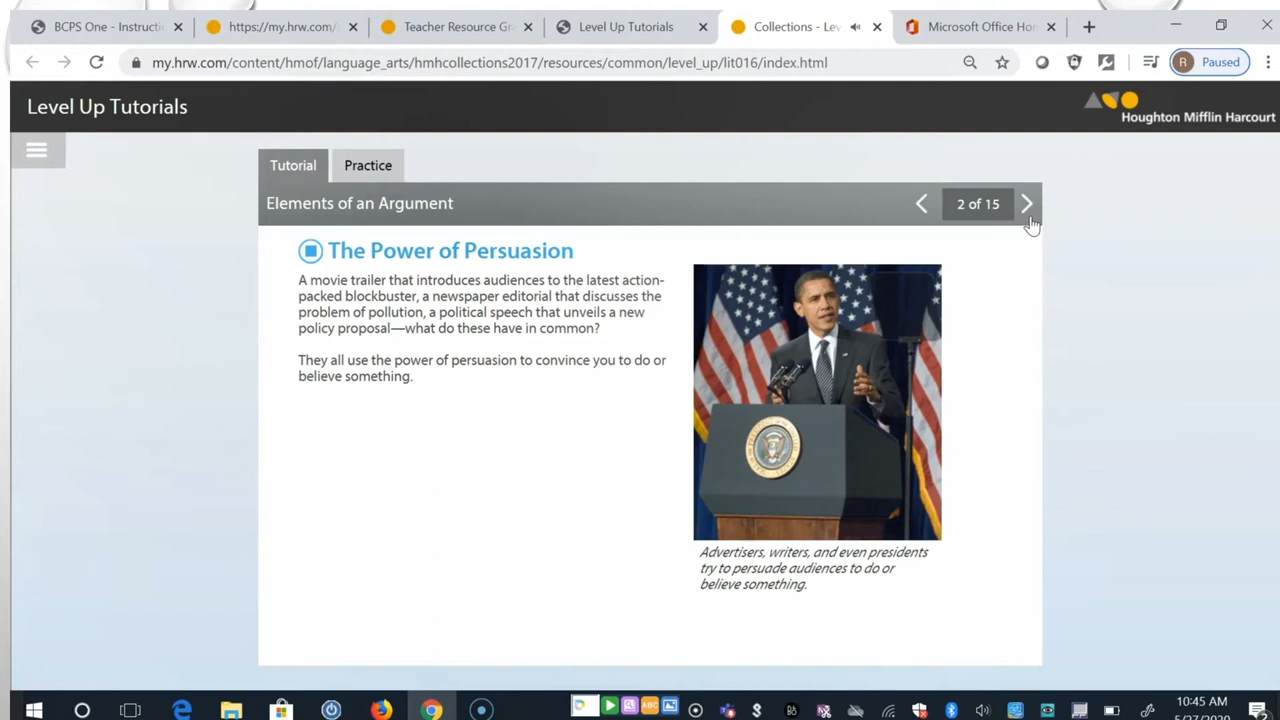 BCPS One - Instructi
https://my.hrw.com/
Teacher Resource Gr
Level Up Tutorials
Collections - Lev
Microsoft Office Hom
my.hrw.com/content/hmof/language_arts/hmhcollections2017/resources/common/level_up/lit016/index.html
R Paused
Level Up Tutorials
Houghton Mifflin Harcourt
Tutorial Practice
Elements of an Argument
2 of 15
The Power of Persuasion
A movie trailer that introduces audiences to the latest action-
packed blockbuster, a newspaper editorial that discusses the
problem of pollution, a political speech that unveils a new
policy proposal—what do these have in common?
They all use the power of persuasion to convince you to do or
believe something.
Advertisers, writers, and even presidents
try to persuade audiences to do or
believe something.
ABC
10:45 AM
5/27/2020